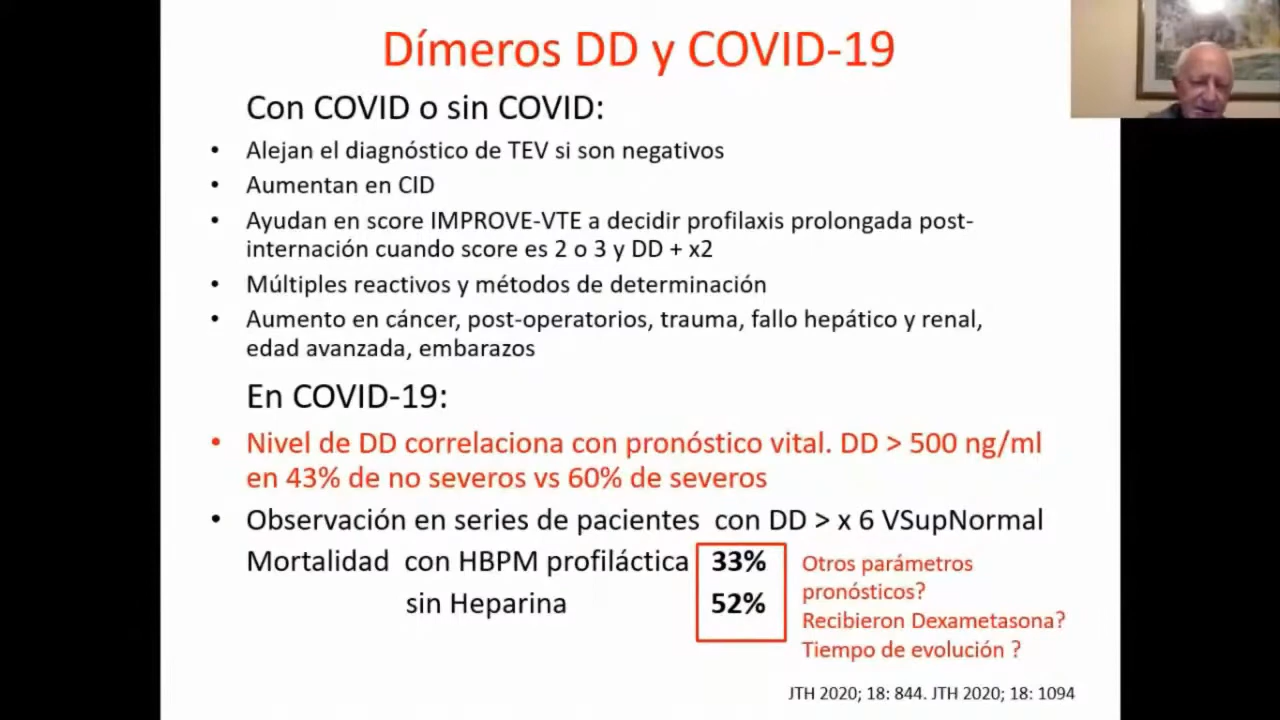 Dímeros DD y COVID-19
Con COVID o sin COVID:
• Alejan el diagnóstico de TEV si son negativos
• Aumentan en CID
• Ayudan en score IMPROVE-VTE a decidir profilaxis prolongada post-
internación cuando score es 2 o 3 y DD + x2
• Múltiples reactivos y métodos de determinación
• Aumento en cáncer, post-operatorios, trauma, fallo hepático y renal,
edad avanzada, embarazos
En COVID-19:
• Nivel de DD correlaciona con pronóstico vital. DD > 500 ng/ml
en 43% de no severos vs 60% de severos
• Observación en series de pacientes con DD > x 6 VSupNormal
Mortalidad con HBPM profiláctica 33%
sin Heparina 52%
Otros parámetros
pronósticos?
Recibieron Dexametasona?
Tiempo de evolución ?
JTH 2020; 18: 844. JTH 2020; 18: 1094